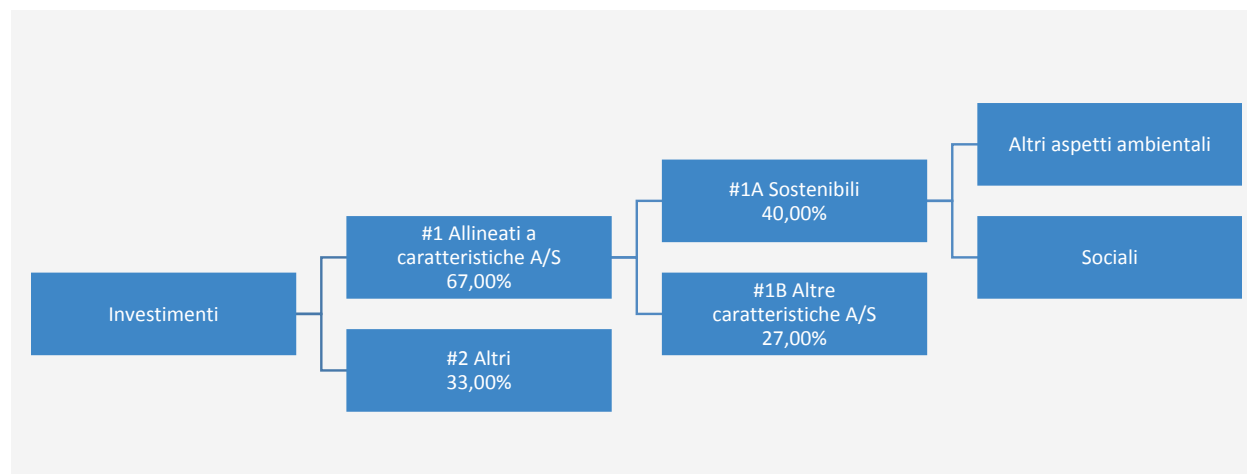 Investimenti
#1 Allineati a
caratteristiche A/S
67,00%
#2 Altri
33,00%
#1A Sostenibili
40,00%
#1B Altre
caratteristiche A/S
27,00%
Altri aspetti ambientali
Sociali